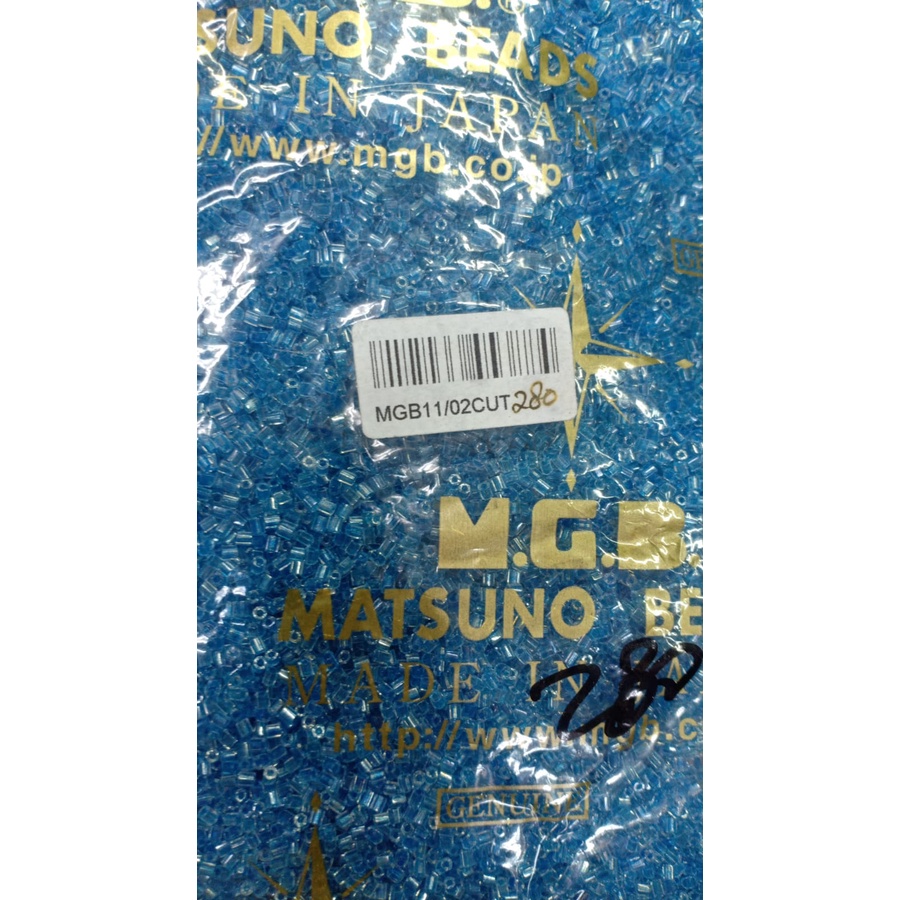 B.®
SUNO BEADS
E IN JAPAN
//www.mgb.co.jp
MGB11/02CUT280
M.G.B.
MATSUNO BE
MADE IN JA
280
http://www.mgb.c
GENUINE